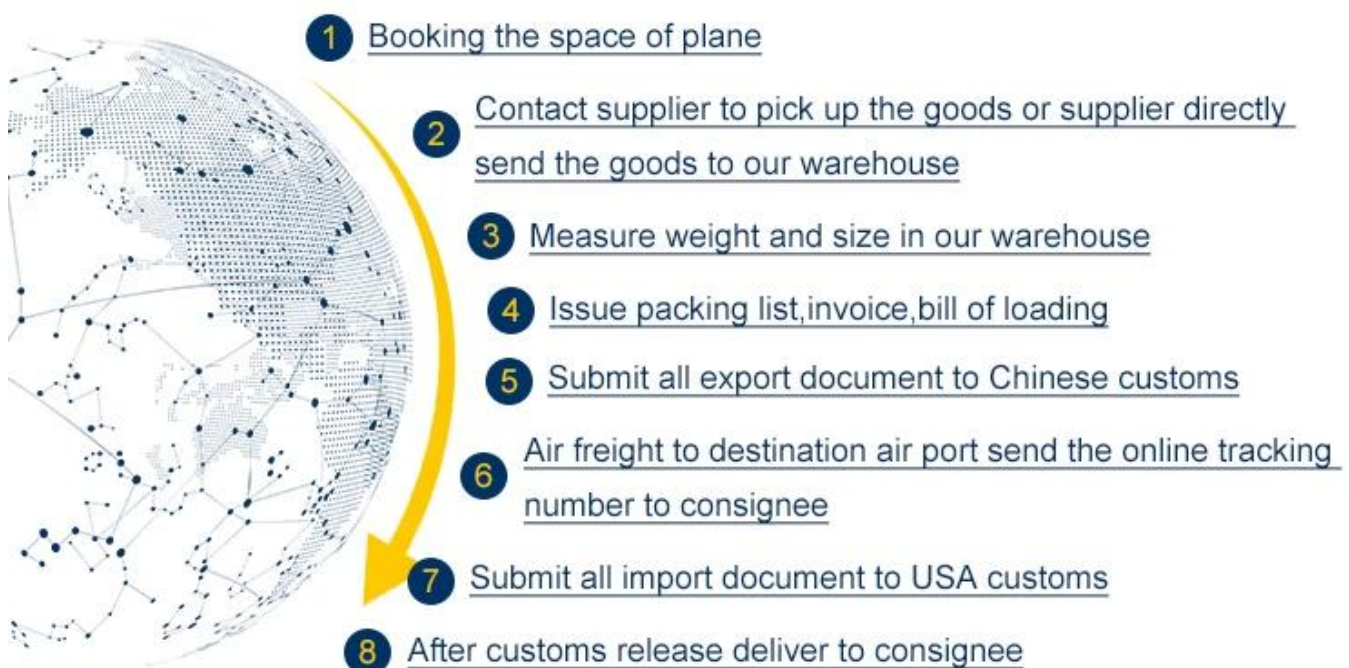 1 Booking the space of plane
2 Contact supplier to pick up the goods or supplier directly
send the goods to our warehouse
3 Measure weight and size in our warehouse
4 Issue packing list,invoice,bill of loading
5 Submit all export document to Chinese customs
6 Air freight to destination air port send the online tracking
number to consignee
7 Submit all import document to USA customs
8 After customs release deliver to consignee